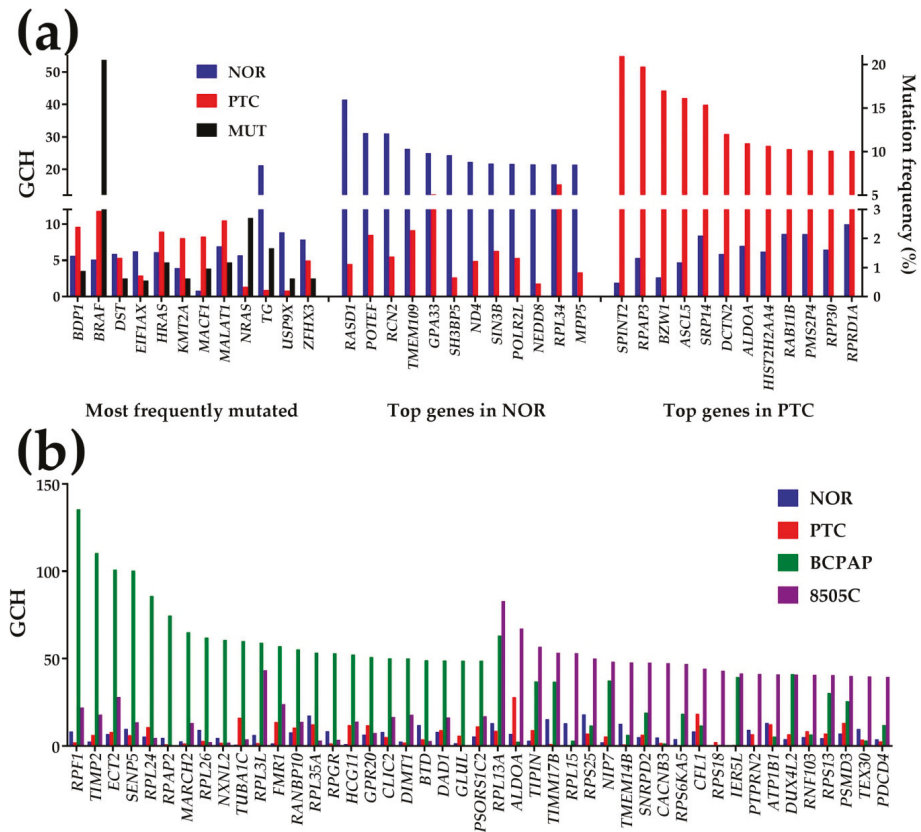 (a)
NOR
PTC
MUT
GCH
50
40
30
20
10
5
0
Mutation frequency (%)
20
15
10
5
3
2
1
0
BDP1
BRAF
DST
EIF1AX
HRAS
KMT2A
MACF1
MALAT1
NRAS
TG
USP9X
ZFHX3
RASD1
POTEF
RCN2
TMEM109
GPA33
SH3BP5
ND4
SIN3B
POLR2L
NEDD8
RPL34
MPP5
SPINT2
RPAP3
BZW1
ASCL5
SRP14
DCTN2
ALDOA
HIST2H2AA4
RAB11B
PMS2P4
RPP30
RPRD1A
Most frequently mutated
Top genes in NOR
Top genes in PTC
(b)
NOR
PTC
BCPAP
8505C
GCH
150
100
50
0
RPF1
TIMP2
ECT2
SENP5
RPL24
RPAP2
MARCH2
RPL26
NXNL2
TUBA1C
RPL3L
FMR1
RANBP10
RPL35A
RPGR
HCG11
GPR20
CLIC2
DIMT1
BTD
DAD1
GLUL
PSORS1C2
RPL13A
ALDOA
TIPIN
TIMM17B
RPL15
RPS25
NIP7
TMEM14B
SNRPD2
CACNB3
RPS6KA5
CFL1
RPS18
IER5L
PTPRN2
ATP1B1
DUX4L2
RNF103
RPS13
PSMD3
TEX30
PDCD4